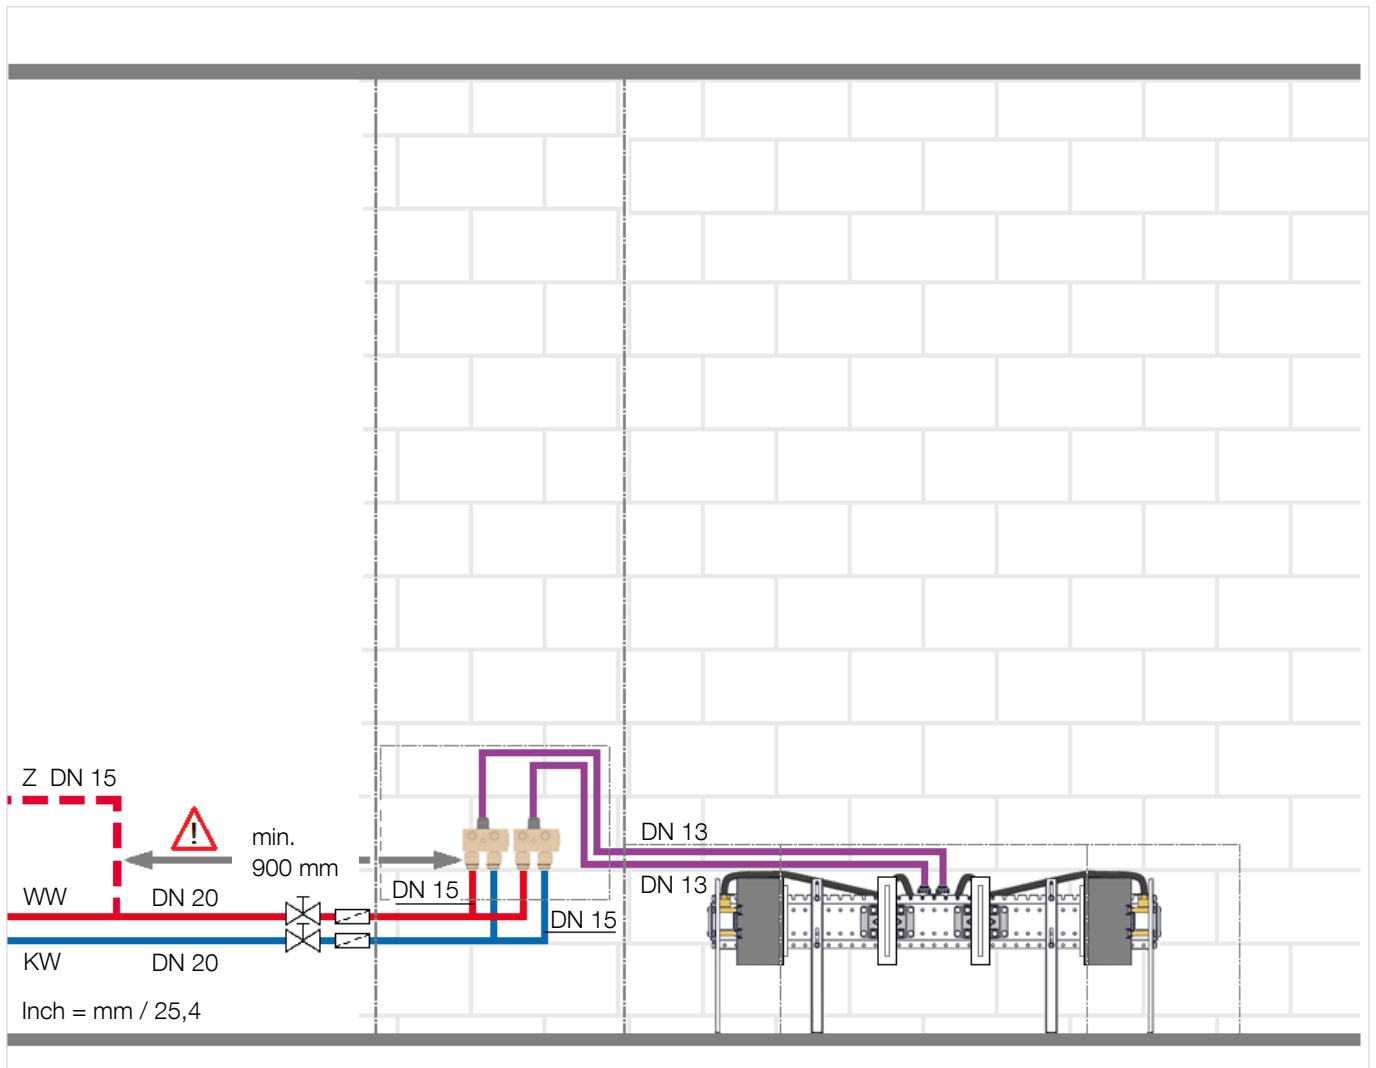 Z DN 15
!
min.
900 mm
DN 13
DN 13
DN 15
DN 15
WW
DN 20
KW
DN 20
Inch = mm / 25,4